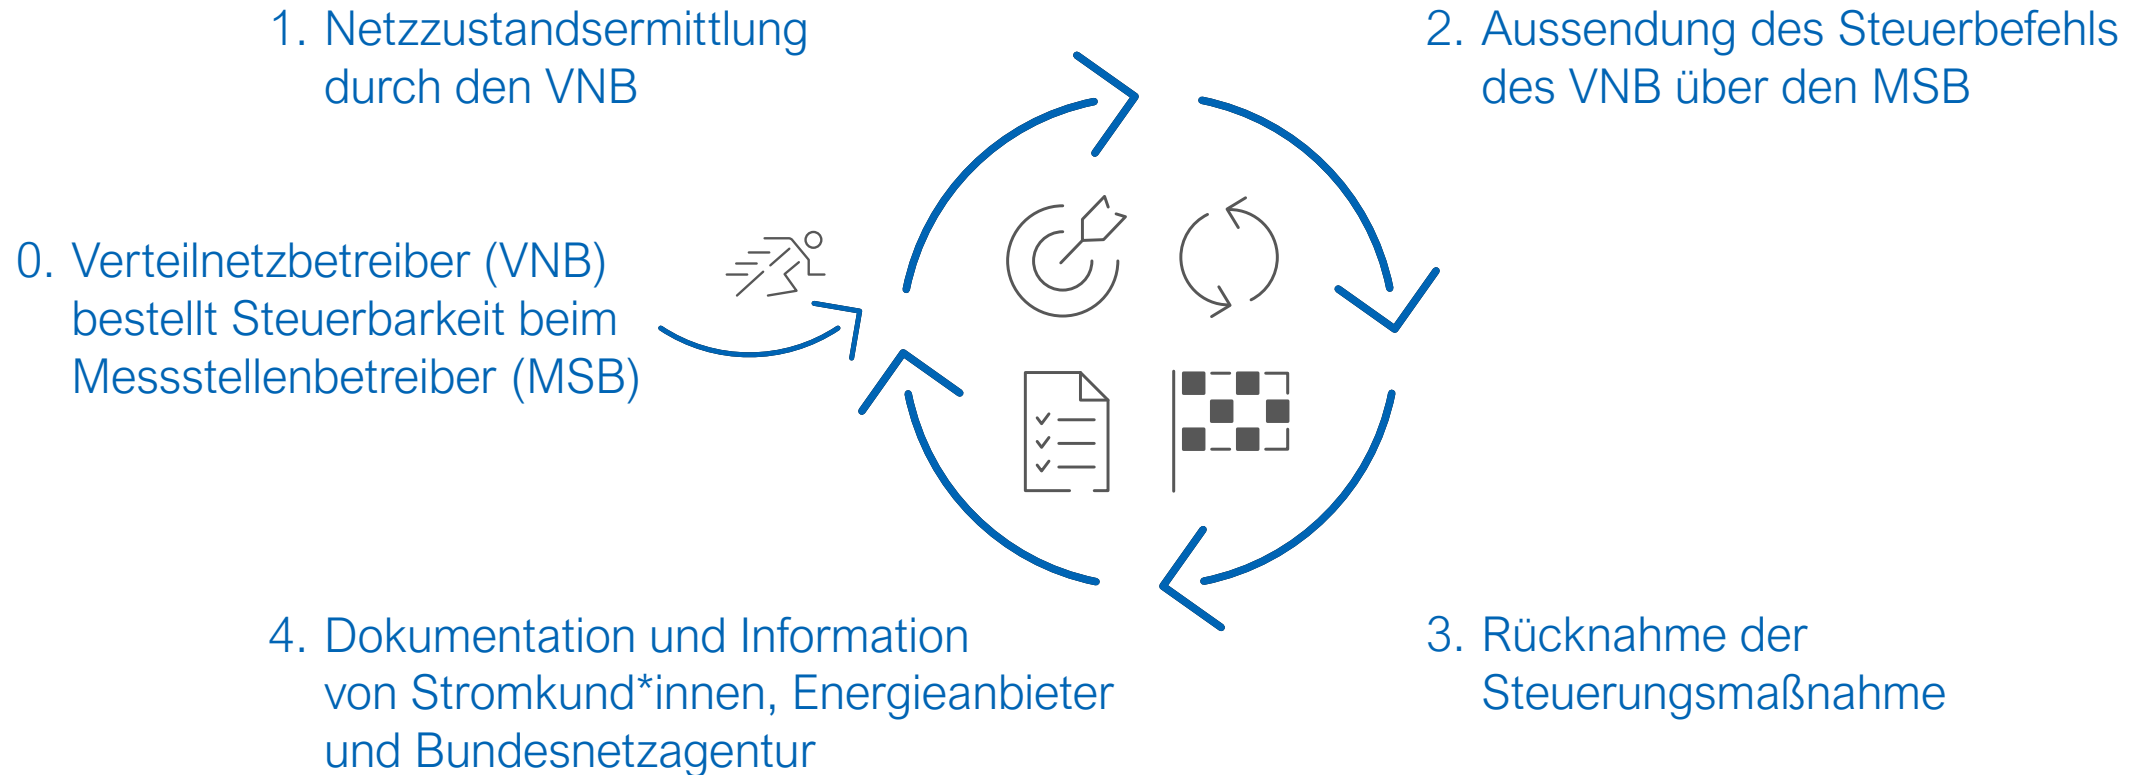 0. Verteilnetzbetreiber (VNB)
bestellt Steuerbarkeit beim
Messstellenbetreiber (MSB)
1. Netzzustandsermittlung
durch den VNB
2. Aussendung des Steuerbefehls
des VNB über den MSB
3. Rücknahme der
Steuerungsmaßnahme
4. Dokumentation und Information
von Stromkund*innen, Energieanbieter
und Bundesnetzagentur